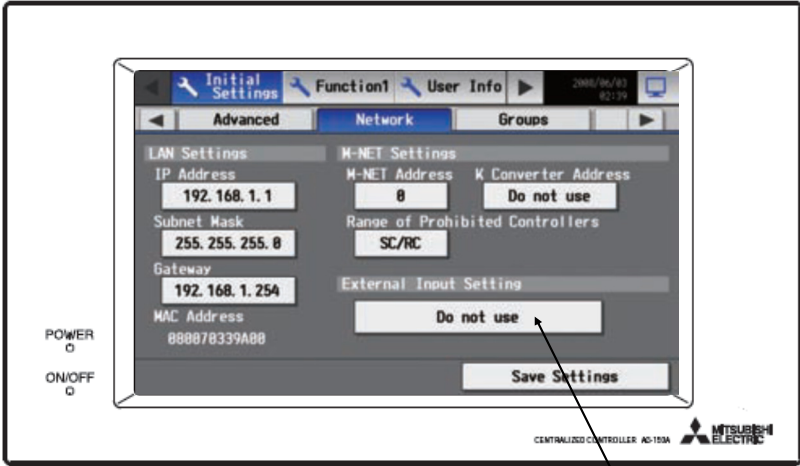 Initial Settings
Function1
User Info
2008/06/03
02:39
Advanced
Network
Groups
LAN Settings
IP Address
192.168.1.1
Subnet Mask
255.255.255.0
Gateway
192.168.1.254
MAC Address
080070339A00
M-NET Settings
M-NET Address
0
K Converter Address
Do not use
Range of Prohibited Controllers
SC/RC
External Input Setting
Do not use
Save Settings
POWER
ON/OFF
CENTRALIZED CONTROLLER AG-150A
MITSUBISHI
ELECTRIC